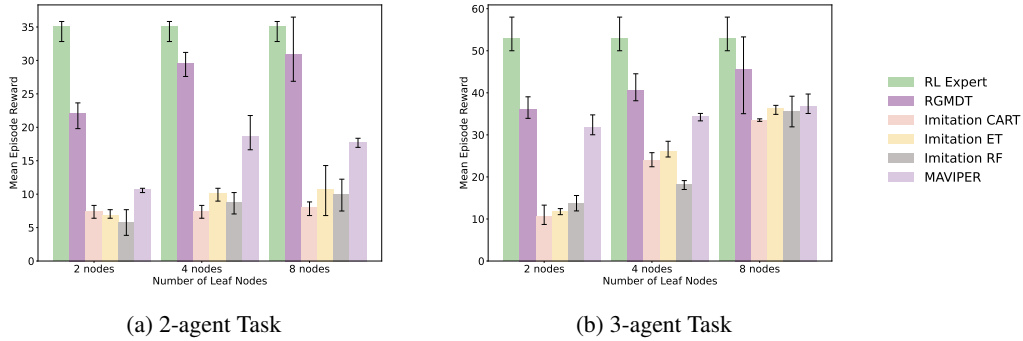 Mean Episode Reward
35
30
25
20
15
10
5
0
2 nodes
4 nodes
8 nodes
Number of Leaf Nodes
(a) 2-agent Task
Mean Episode Reward
60
50
40
30
20
10
0
2 nodes
4 nodes
8 nodes
Number of Leaf Nodes
(b) 3-agent Task
RL Expert
RGMDT
Imitation CART
Imitation ET
Imitation RF
MAVIPER